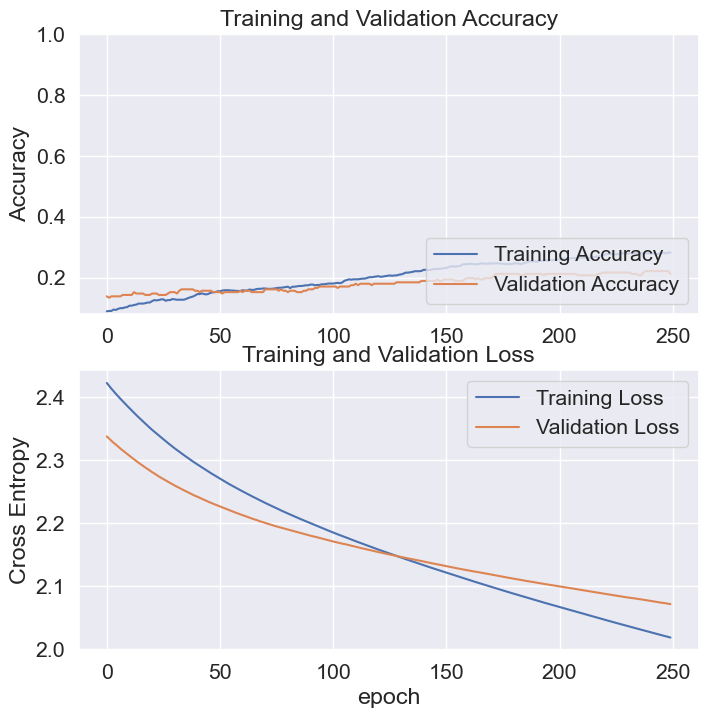 Training and Validation Accuracy
1.0
0.8
0.6
0.4
0.2
Accuracy
Training Accuracy
Validation Accuracy
0 50 100 150 200 250
Training and Validation Loss
2.4
2.3
2.2
2.1
2.0
Cross Entropy
Training Loss
Validation Loss
0 50 100 150 200 250
epoch